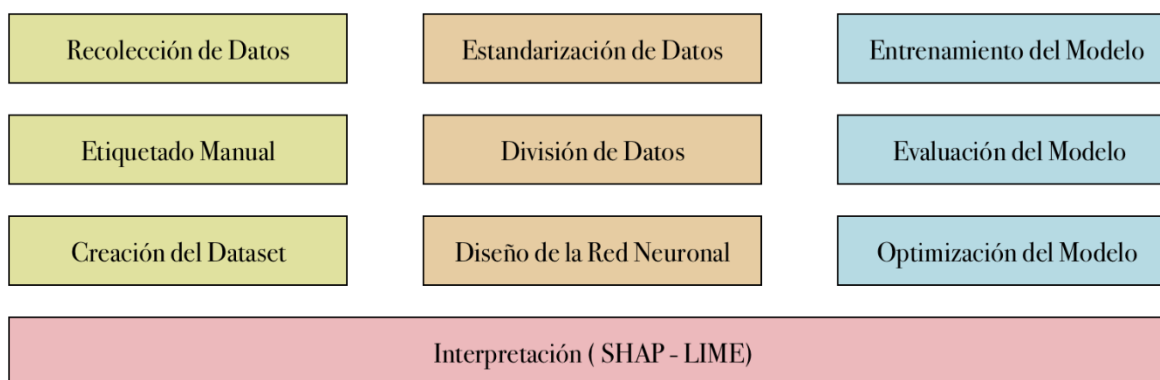 Recolección de Datos
Estandarización de Datos
Entrenamiento del Modelo
Etiquetado Manual
División de Datos
Evaluación del Modelo
Creación del Dataset
Diseño de la Red Neuronal
Optimización del Modelo
Interpretación ( SHAP - LIME)